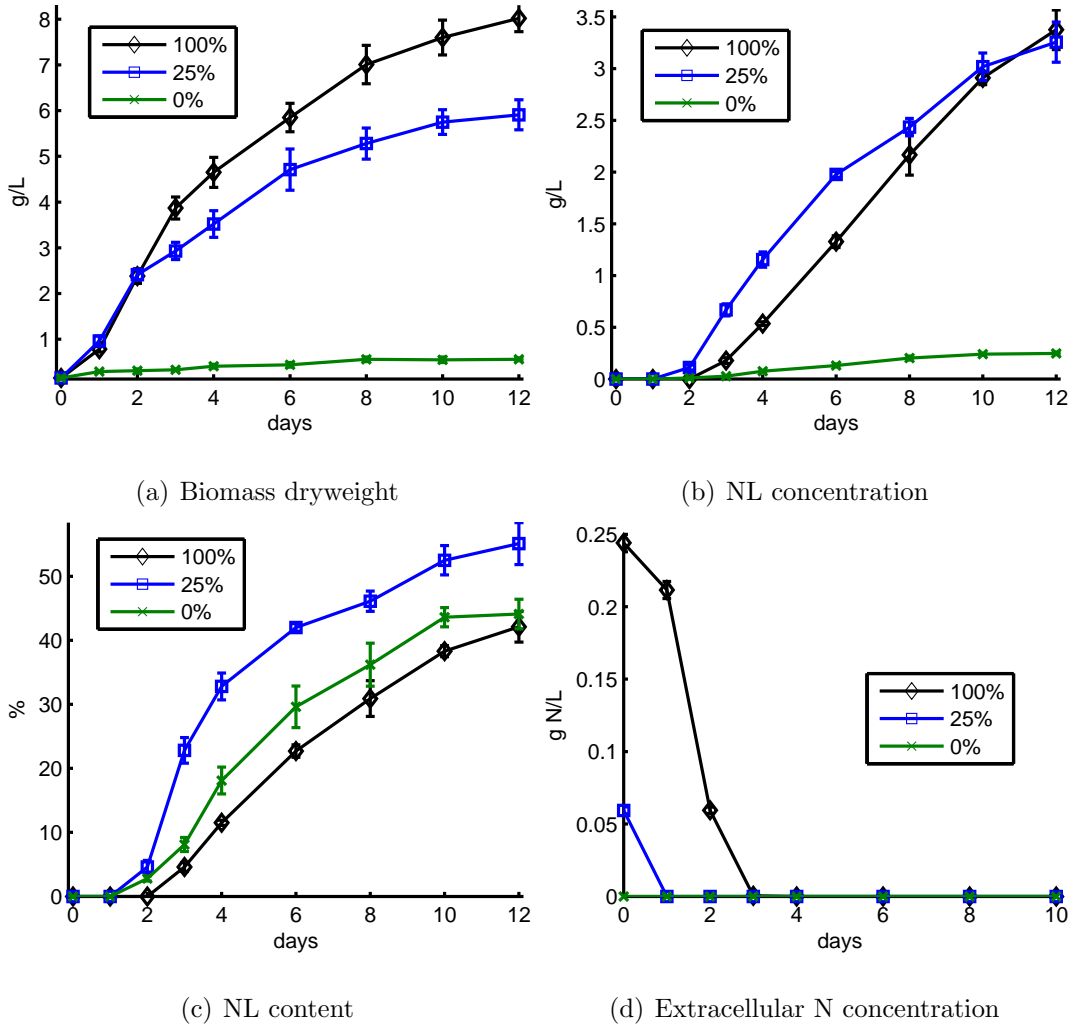 8
7
6
5
4
3
2
1
g/L
100%
25%
0%
0 2 4 6 8 10 12
days
(a) Biomass dryweight
3.5
3
2.5
2
1.5
1
0.5
0
g/L
100%
25%
0%
0 2 4 6 8 10 12
days
(b) NL concentration
50
40
30
20
10
0
%
100%
25%
0%
0 2 4 6 8 10 12
days
(c) NL content
0.25
0.2
0.15
0.1
0.05
0
g N/L
100%
25%
0%
0 2 4 6 8 10
days
(d) Extracellular N concentration